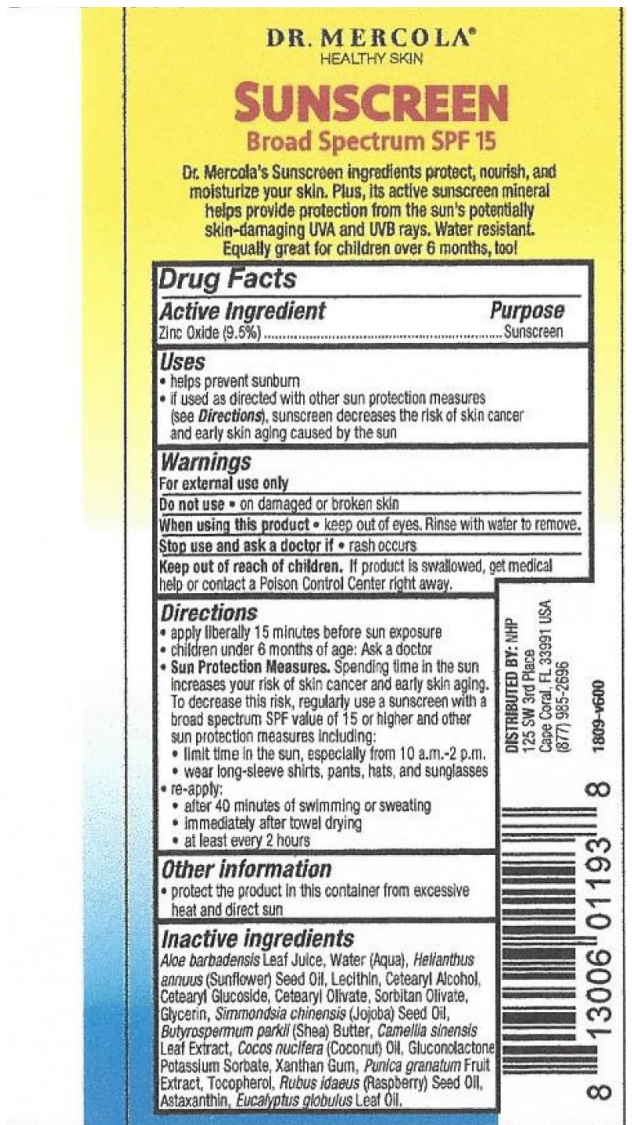 DR. MERCOLA®
HEALTHY SKIN
SUNSCREEN
Broad Spectrum SPF 15
Dr. Mercola's Sunscreen ingredients protect, nourish, and
moisturize your skin. Plus, its active sunscreen mineral
helps provide protection from the sun's potentially
skin-damaging UVA and UVB rays. Water resistant.
Equally great for children over 6 months, too!
Drug Facts
Active Ingredient Purpose
Zinc Oxide (9.5%) ........ Sunscreen
Uses
• helps prevent sunburn
• if used as directed with other sun protection measures
(see Directions), sunscreen decreases the risk of skin cancer
and early skin aging caused by the sun
Warnings
For external use only
Do not use • on damaged or broken skin
When using this product • keep out of eyes. Rinse with water to remove.
Stop use and ask a doctor if • rash occurs
Keep out of reach of children. If product is swallowed, get medical
help or contact a Poison Control Center right away.
Directions
• apply liberally 15 minutes before sun exposure
• children under 6 months of age: Ask a doctor
• Sun Protection Measures. Spending time in the sun
increases your risk of skin cancer and early skin aging.
To decrease this risk, regularly use a sunscreen with a
broad spectrum SPF value of 15 or higher and other
sun protection measures including:
• limit time in the sun, especially from 10 a.m.-2 p.m.
• wear long-sleeve shirts, pants, hats, and sunglasses
• re-apply:
• after 40 minutes of swimming or sweating
• immediately after towel drying
• at least every 2 hours
Other information
• protect the product in this container from excessive
heat and direct sun
Inactive ingredients
Aloe barbadensis Leaf Juice, Water (Aqua), Helianthus
annuus (Sunflower) Seed Oil, Lecithin, Cetearyl Alcohol,
Cetearyl Glucoside, Cetearyl Olivate, Sorbitan Olivate,
Glycerin, Simmondsia chinensis (Jojoba) Seed Oil,
Butyrospermum parkii (Shea) Butter, Camellia sinensis
Leaf Extract, Cocos nucifera (Coconut) Oil, Gluconolactone
Potassium Sorbate, Xanthan Gum, Punica granatum Fruit
Extract, Tocopherol, Rubus idaeus (Raspberry) Seed Oil,
Astaxanthin, Eucalyptus globulus Leaf Oil.
DISTRIBUTED BY: NHP
125 SW 3rd Place
Cape Coral, FL 33991 USA
(877) 985-2696
1809-v600
8 13006 01193 8